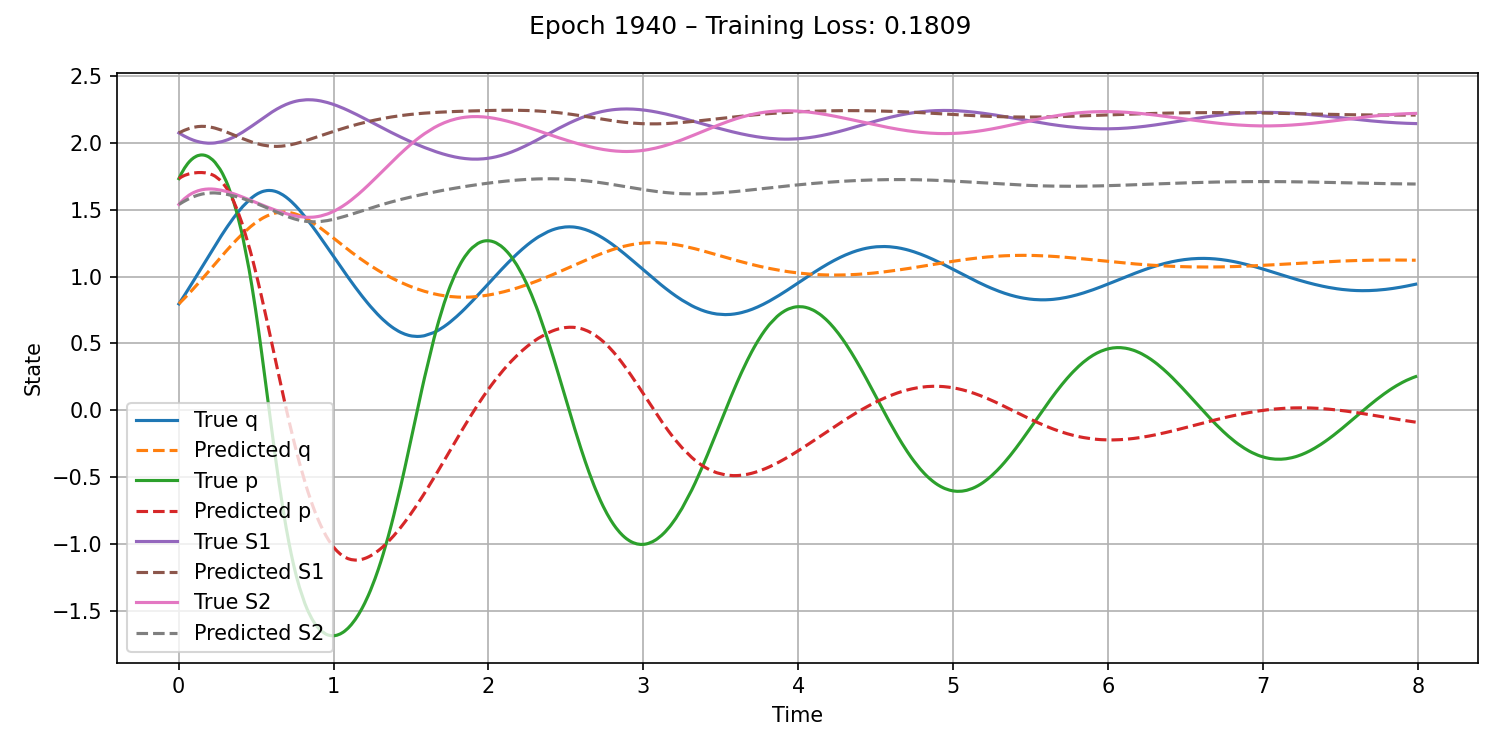 Epoch 1940 – Training Loss: 0.1809
2.5
2.0
1.5
1.0
0.5
0.0
−0.5
−1.0
−1.5
State
True q
Predicted q
True p
Predicted p
True S1
Predicted S1
True S2
Predicted S2
0 1 2 3 4 5 6 7 8
Time